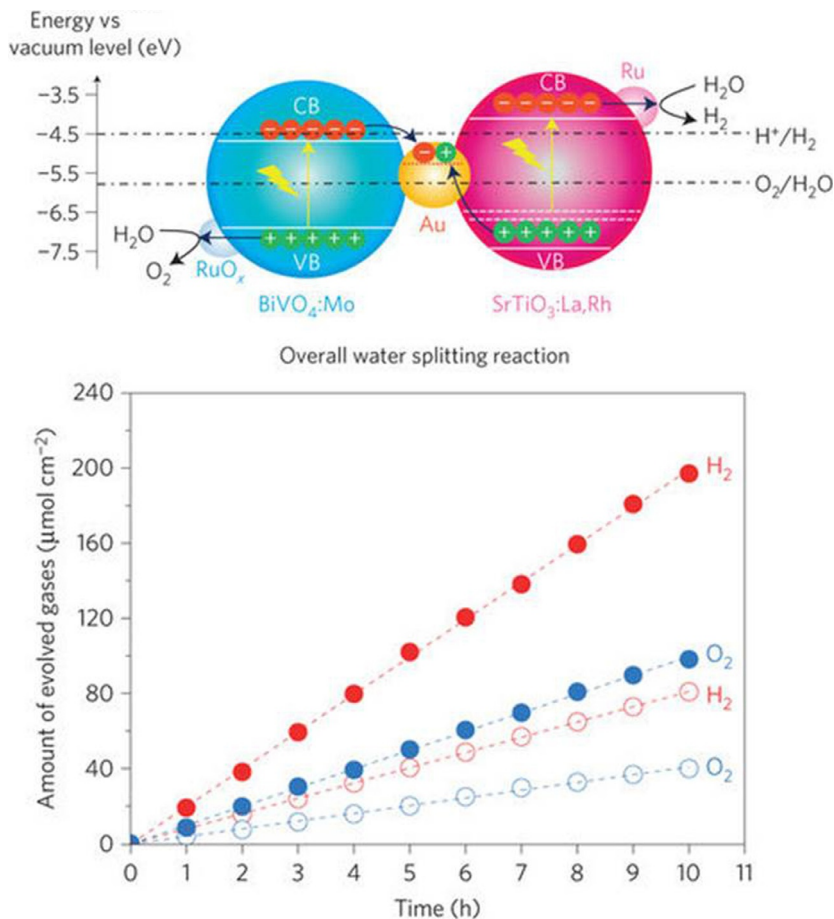 Energy vs
vacuum level (eV)
−3.5
−4.5
−5.5
−6.5
−7.5
CB
CB
Ru
H₂O
H₂
H⁺/H₂
O₂/H₂O
− − − − −
− − − − −
− +
Au
H₂O
O₂
RuOₓ
+ + + + +
+ + + + +
VB
VB
BiVO₄:Mo
SrTiO₃:La,Rh
Overall water splitting reaction
Amount of evolved gases (μmol cm⁻²)
240
200
160
120
80
40
0
H₂
O₂
H₂
O₂
0 1 2 3 4 5 6 7 8 9 10 11
Time (h)